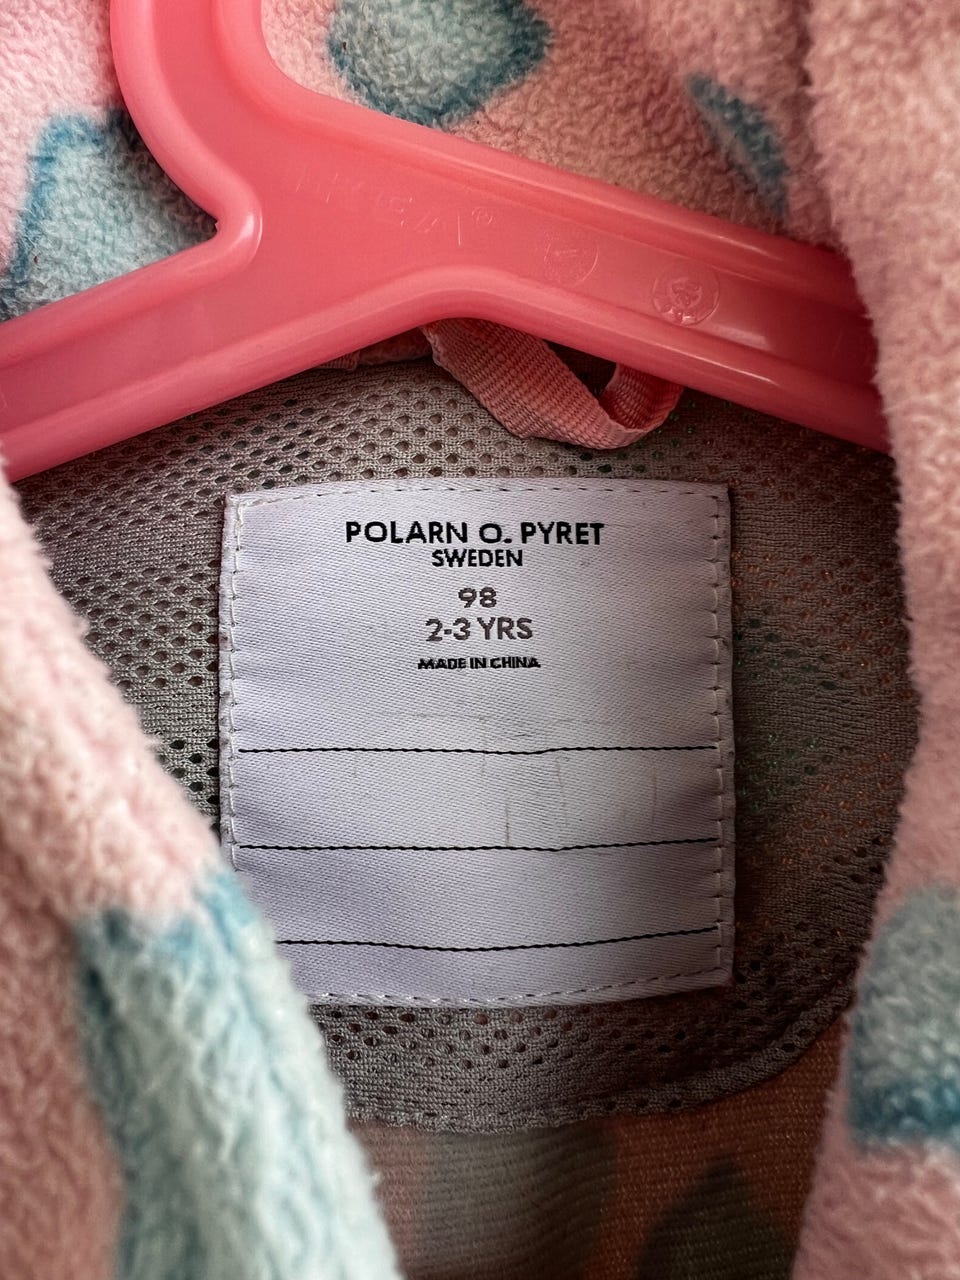 POLARN O. PYRET
SWEDEN
98
2-3 YRS
MADE IN CHINA